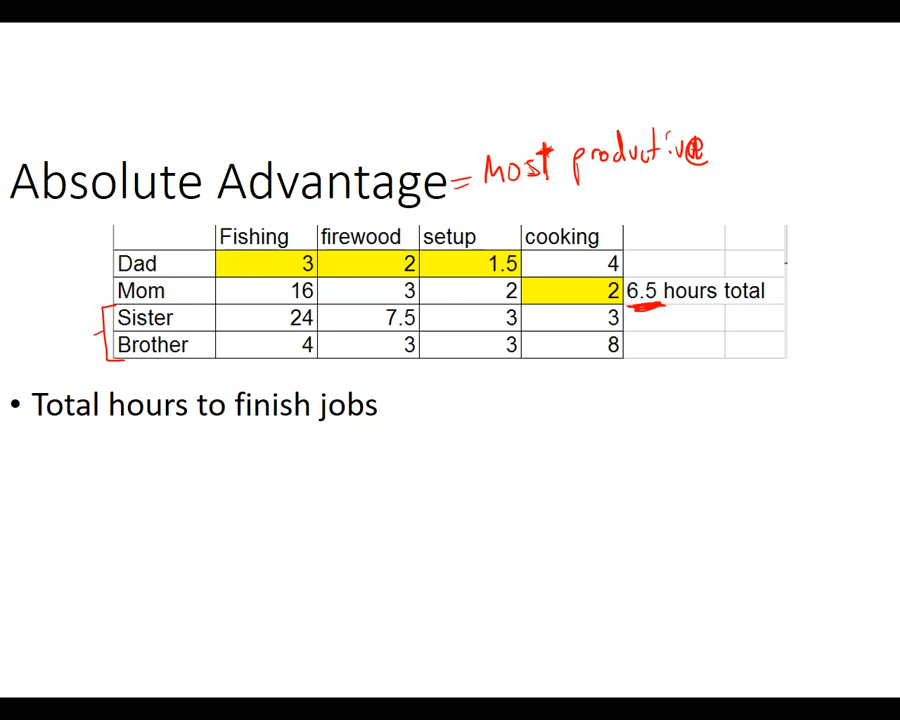 Absolute Advantage = Most productive
Fishing firewood setup cooking
Dad 3 2 1.5 4
Mom 16 3 2 2 6.5 hours total
Sister 24 7.5 3 3
Brother 4 3 3 8
• Total hours to finish jobs